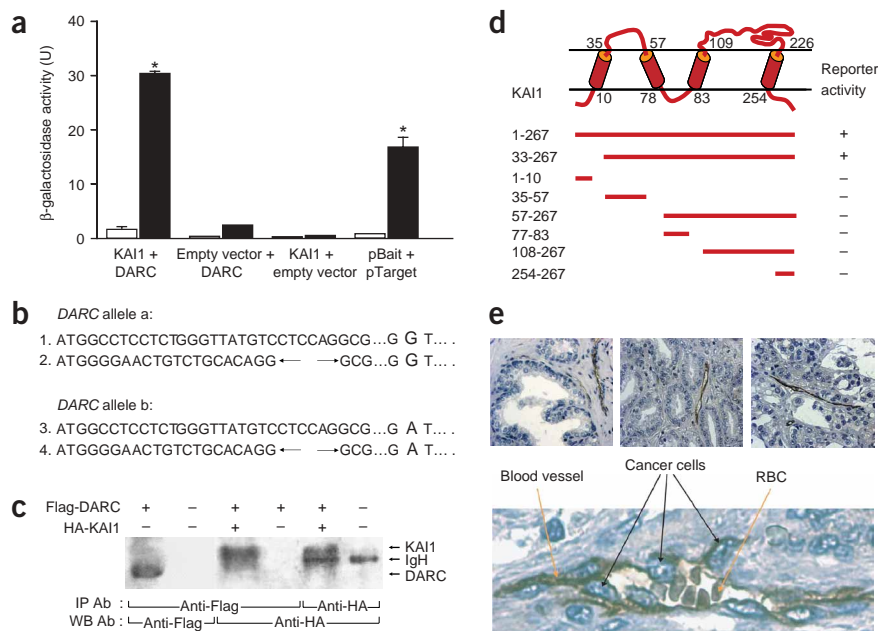 a
β-galactosidase activity (U)
40
30
20
10
0
*
*
KAI1 + DARC
Empty vector + DARC
KAI1 + empty vector
pBait + pTarget
b
DARC allele a:
1. ATGGCCTCCTCTGGGTTATGTCCTCCAGGCG...G G T... .
2. ATGGGGAACTGTCTGCACAGG ←— —→ GCG...G G T... .
DARC allele b:
3. ATGGCCTCCTCTGGGTTATGTCCTCCAGGCG...G A T... .
4. ATGGGGAACTGTCTGCACAGG ←— —→ GCG...G A T... .
c
Flag-DARC + – + + + –
HA-KAI1 – – + – + –
← KAI1
← IgH
← DARC
IP Ab : Anti-Flag Anti-HA
WB Ab : Anti-Flag Anti-HA
d
35 57 109 226
KAI1 10 78 83 254
Reporter activity
1-267 +
33-267 +
1-10 –
35-57 –
57-267 –
77-83 –
108-267 –
254-267 –
e
Blood vessel
Cancer cells
RBC